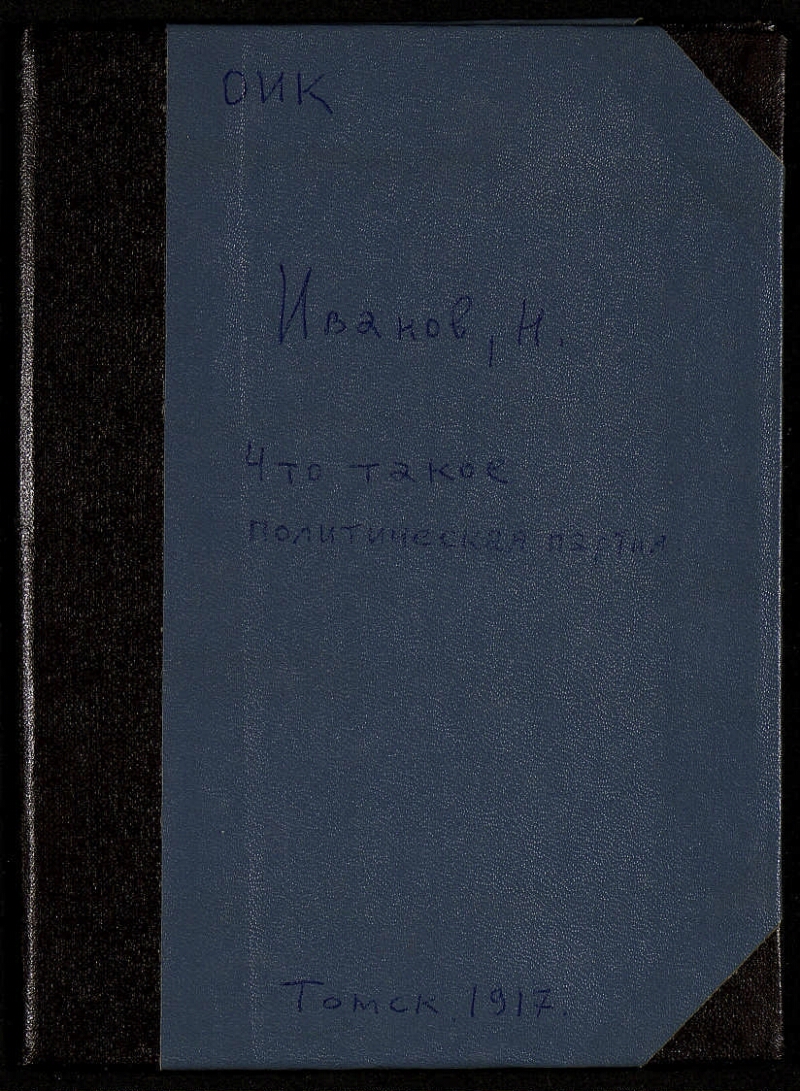 ОИК
Иванов, Н.
Что такое
политическая партия
Томск. 1917.